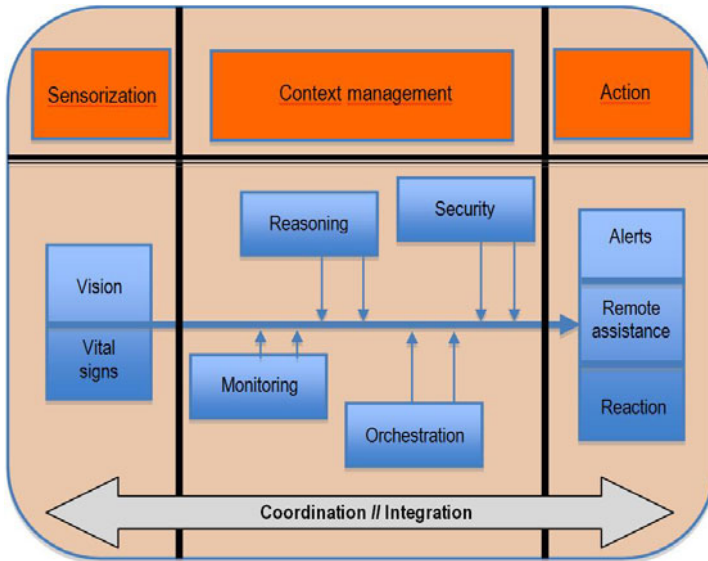 Sensorization
Context management
Action
Reasoning
Security
Vision
Vital
signs
Monitoring
Orchestration
Alerts
Remote
assistance
Reaction
Coordination // Integration